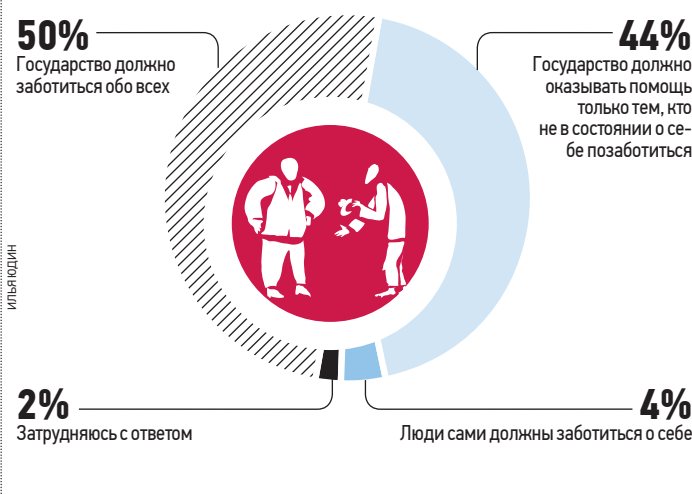 50%
Государство должно
заботиться обо всех
44%
Государство должно
оказывать помощь
только тем, кто
не в состоянии о се-
бе позаботиться
ИЛЬЯ ЮДИН
2%
Затрудняюсь с ответом
4%
Люди сами должны заботиться о себе